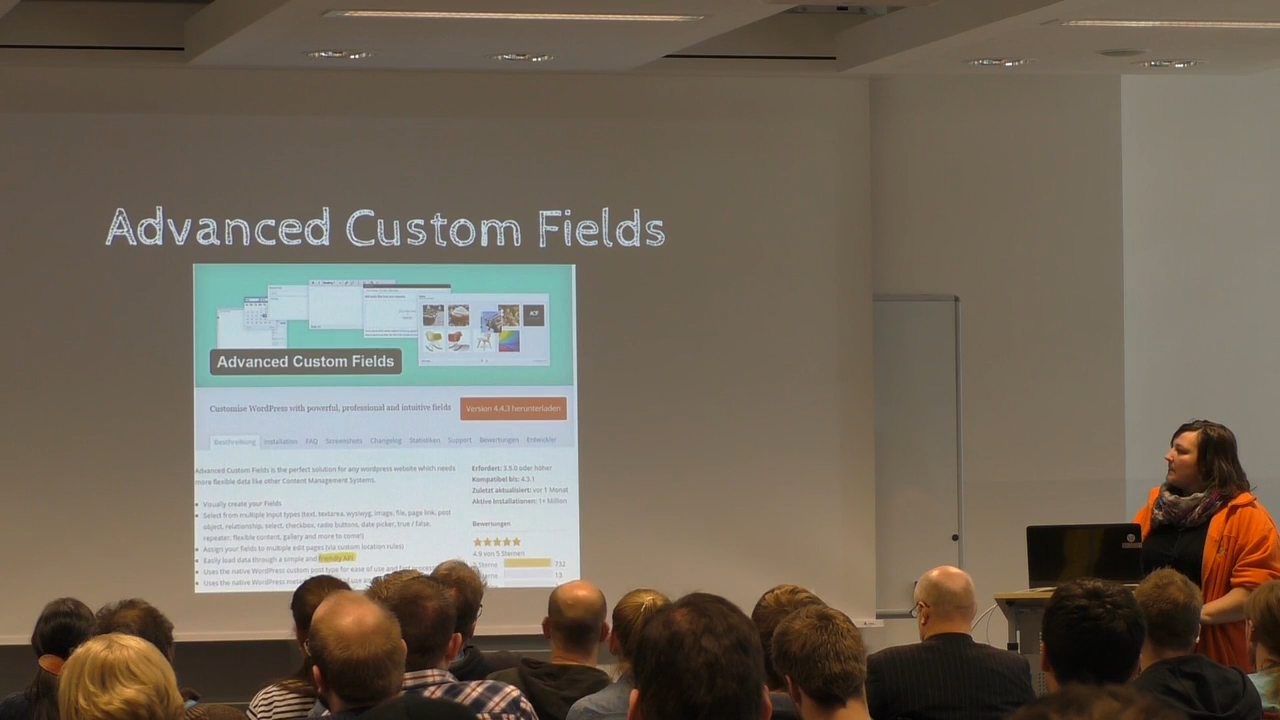 Advanced Custom Fields
Advanced Custom Fields
Customise WordPress with powerful, professional and intuitive fields
Version 4.4.3 herunterladen
Beschreibung Installation FAQ Screenshots Changelog Statistiken Support Bewertungen Entwickler
Advanced Custom Fields is the perfect solution for any wordpress website which needs
more flexible data like other Content Management Systems.
Visually create your Fields
Select from multiple input types (text, textarea, wysiwyg, image, file, page link, post
object, relationship, select, checkbox, radio buttons, date picker, true / false,
repeater, flexible content, gallery and more to come!)
Assign your fields to multiple edit pages (via custom location rules)
Easily load data through a simple and friendly API
Uses the native WordPress custom post type for ease of use and fast
Uses the native WordPress
Erfordert: 3.5.0 oder höher
Kompatibel bis: 4.3.1
Zuletzt aktualisiert: vor 1 Monat
Aktive Installationen: 1+ Million
Bewertungen
4.9 von 5 Sternen
Sterne 732
13